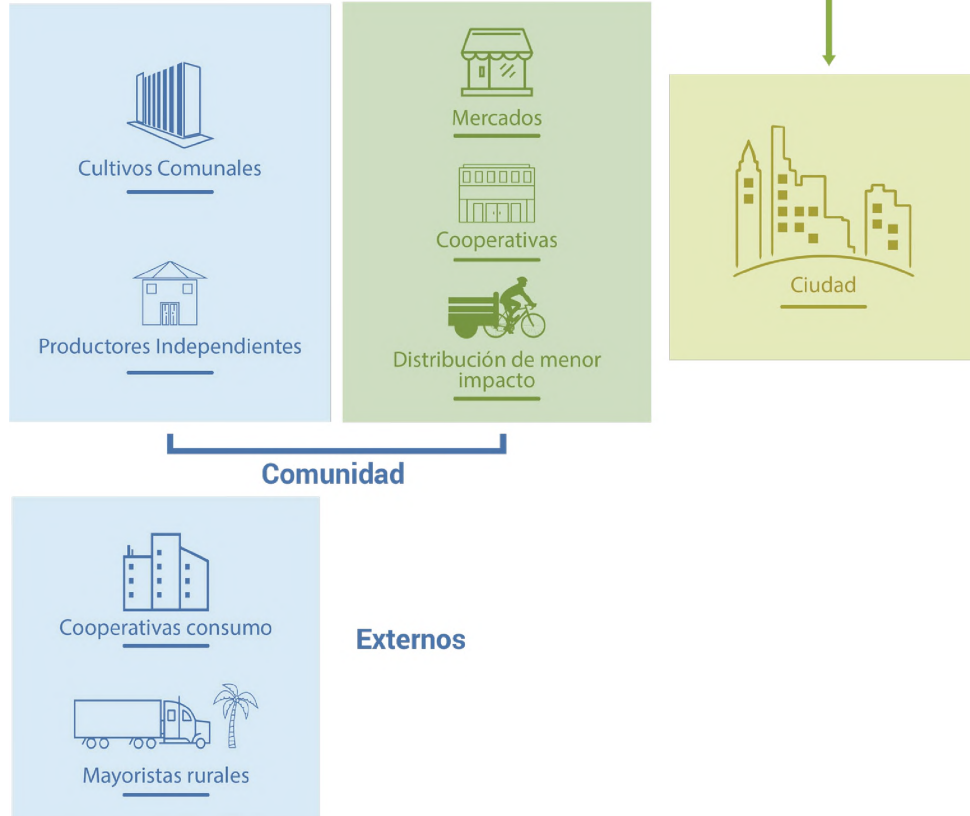 Cultivos Comunales
Productores Independientes
Mercados
Cooperativas
Distribución de menor
impacto
Ciudad
Comunidad
Cooperativas consumo
Mayoristas rurales
Externos